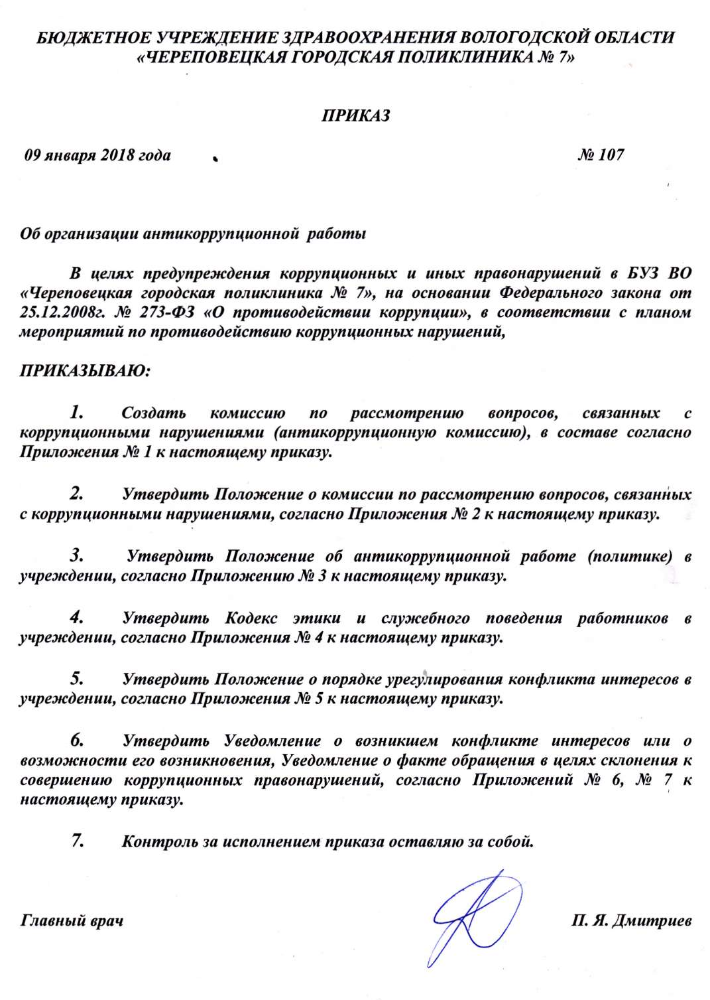 БЮДЖЕТНОЕ УЧРЕЖДЕНИЕ ЗДРАВООХРАНЕНИЯ ВОЛОГОДСКОЙ ОБЛАСТИ
«ЧЕРЕПОВЕЦКАЯ ГОРОДСКАЯ ПОЛИКЛИНИКА № 7»
ПРИКАЗ
09 января 2018 года № 107
Об организации антикоррупционной работы
В целях предупреждения коррупционных и иных правонарушений в БУЗ ВО
«Череповецкая городская поликлиника № 7», на основании Федерального закона от
25.12.2008г. № 273-ФЗ «О противодействии коррупции», в соответствии с планом
мероприятий по противодействию коррупционных нарушений,
ПРИКАЗЫВАЮ:
1. Создать комиссию по рассмотрению вопросов, связанных с
коррупционными нарушениями (антикоррупционную комиссию), в составе согласно
Приложения № 1 к настоящему приказу.
2. Утвердить Положение о комиссии по рассмотрению вопросов, связанных
с коррупционными нарушениями, согласно Приложения № 2 к настоящему приказу.
3. Утвердить Положение об антикоррупционной работе (политике) в
учреждении, согласно Приложению № 3 к настоящему приказу.
4. Утвердить Кодекс этики и служебного поведения работников в
учреждении, согласно Приложения № 4 к настоящему приказу.
5. Утвердить Положение о порядке урегулирования конфликта интересов в
учреждении, согласно Приложения № 5 к настоящему приказу.
6. Утвердить Уведомление о возникшем конфликте интересов или о
возможности его возникновения, Уведомление о факте обращения в целях склонения к
совершению коррупционных правонарушений, согласно Приложений № 6, № 7 к
настоящему приказу.
7. Контроль за исполнением приказа оставляю за собой.
Главный врач П. Я. Дмитриев